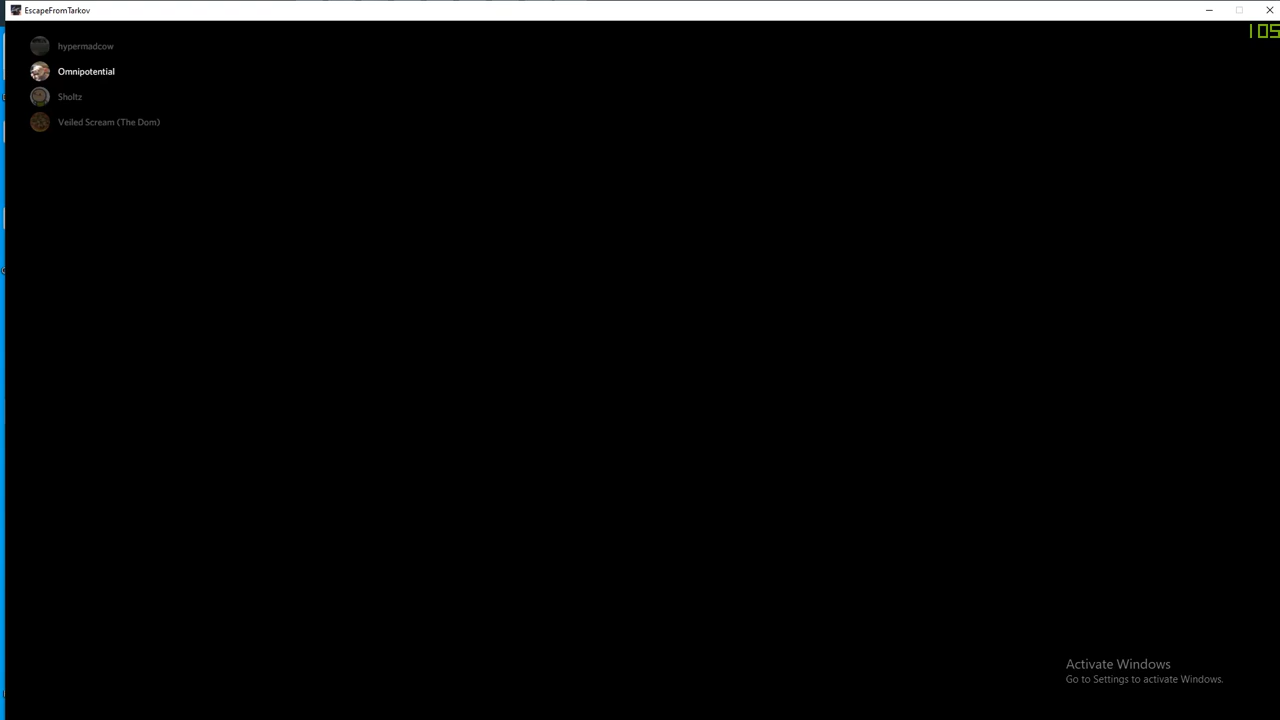 EscapeFromTarkov
105
hypermadcow
Omnipotential
Sholtz
Veiled Scream (The Dom)
Activate Windows
Go to Settings to activate Windows.